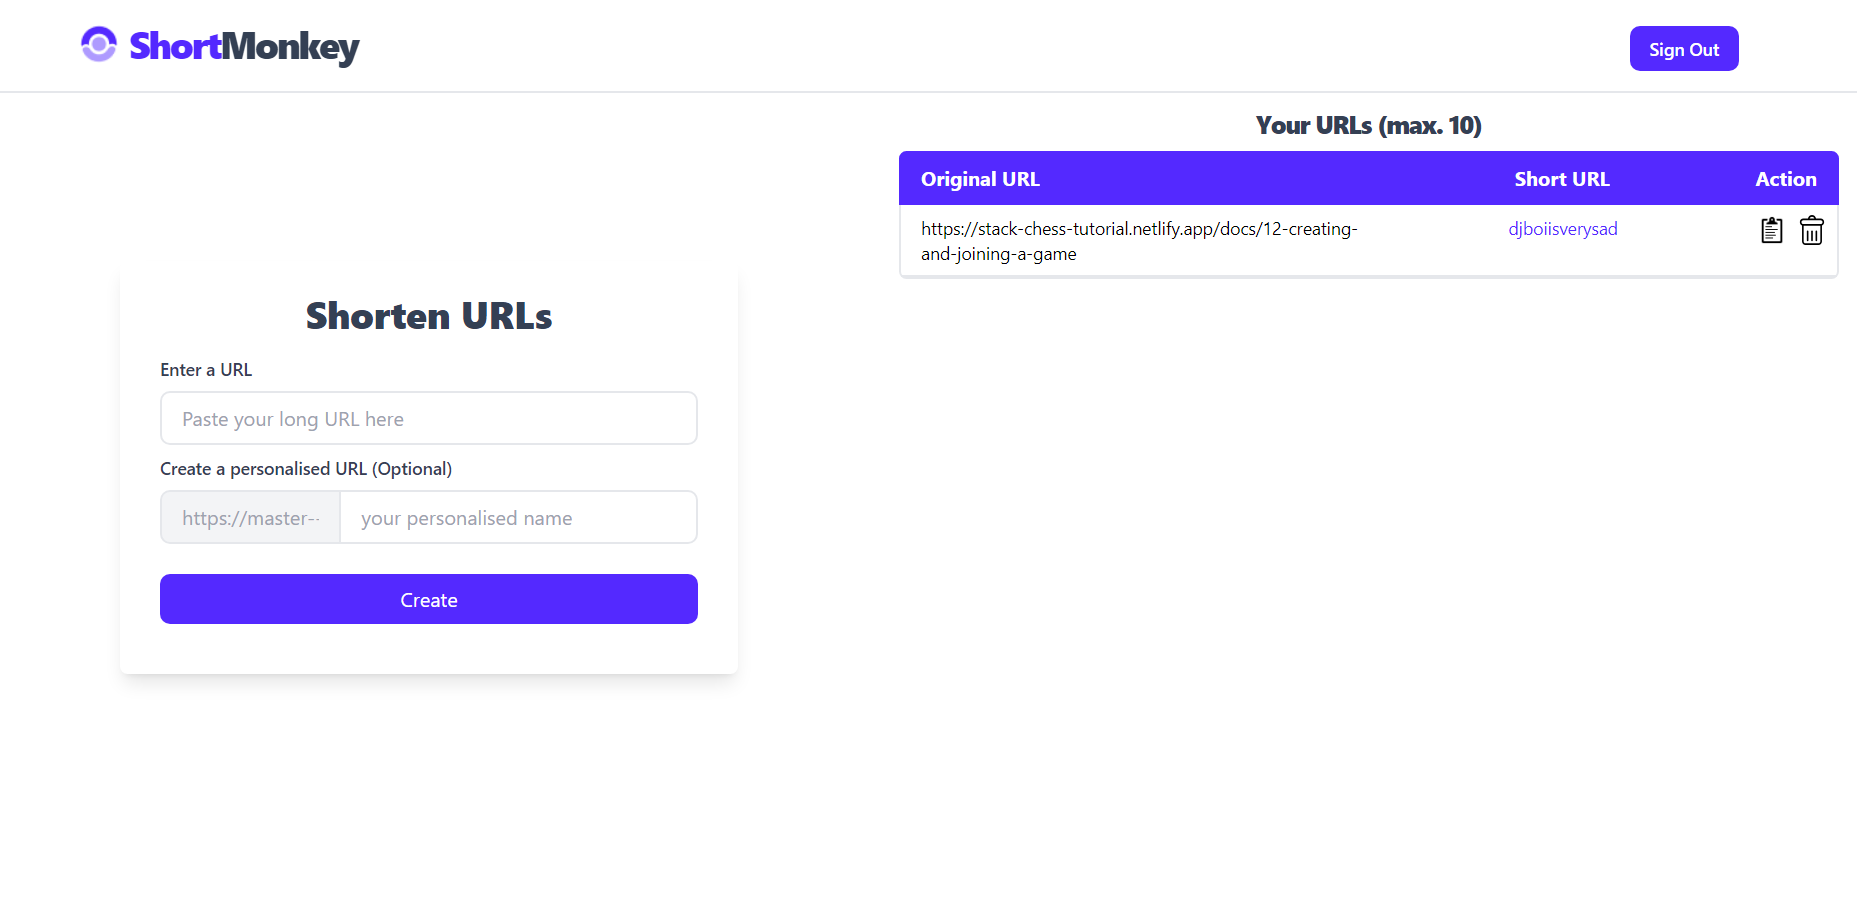 ShortMonkey
Sign Out
Your URLs (max. 10)
Original URL
Short URL
Action
https://stack-chess-tutorial.netlify.app/docs/12-creating-
and-joining-a-game
djboiisverysad
Shorten URLs
Enter a URL
Paste your long URL here
Create a personalised URL (Optional)
https://master--
your personalised name
Create